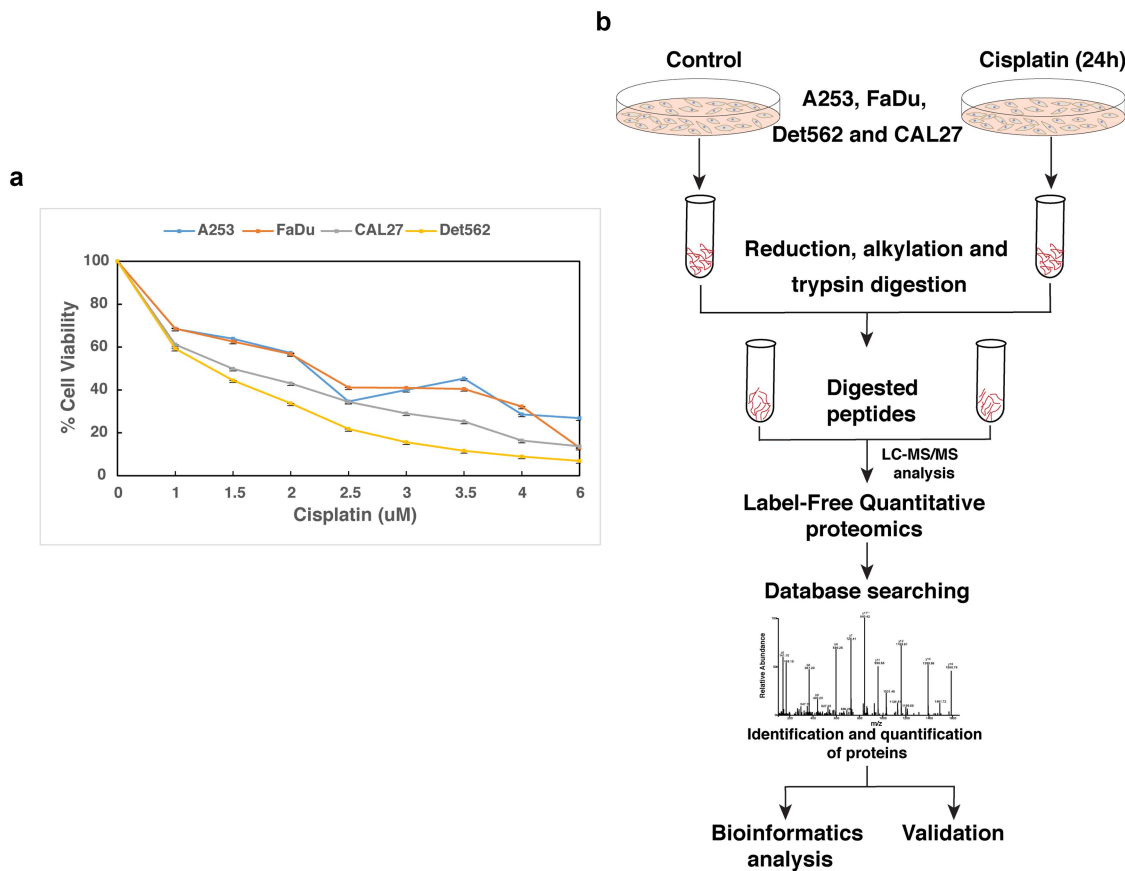 a
A253 FaDu CAL27 Det562
100
80
60
40
20
0
% Cell Viability
0 1 1.5 2 2.5 3 3.5 4 6
Cisplatin (uM)
b
Control
Cisplatin (24h)
A253, FaDu,
Det562 and CAL27
Reduction, alkylation and
trypsin digestion
Digested
peptides
LC-MS/MS
analysis
Label-Free Quantitative
proteomics
Database searching
Relative Abundance
m/z
Identification and quantification
of proteins
Bioinformatics
analysis
Validation